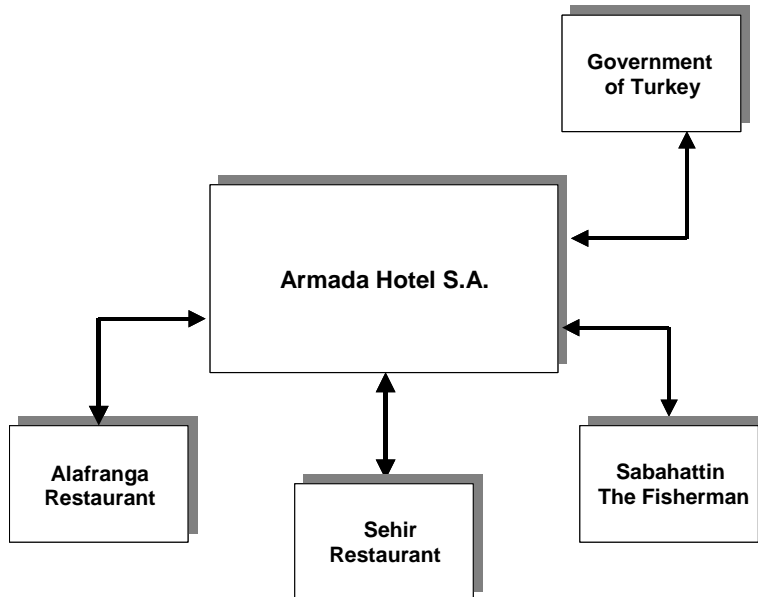 Government
of Turkey
Armada Hotel S.A.
Alafranga
Restaurant
Sehir
Restaurant
Sabahattin
The Fisherman